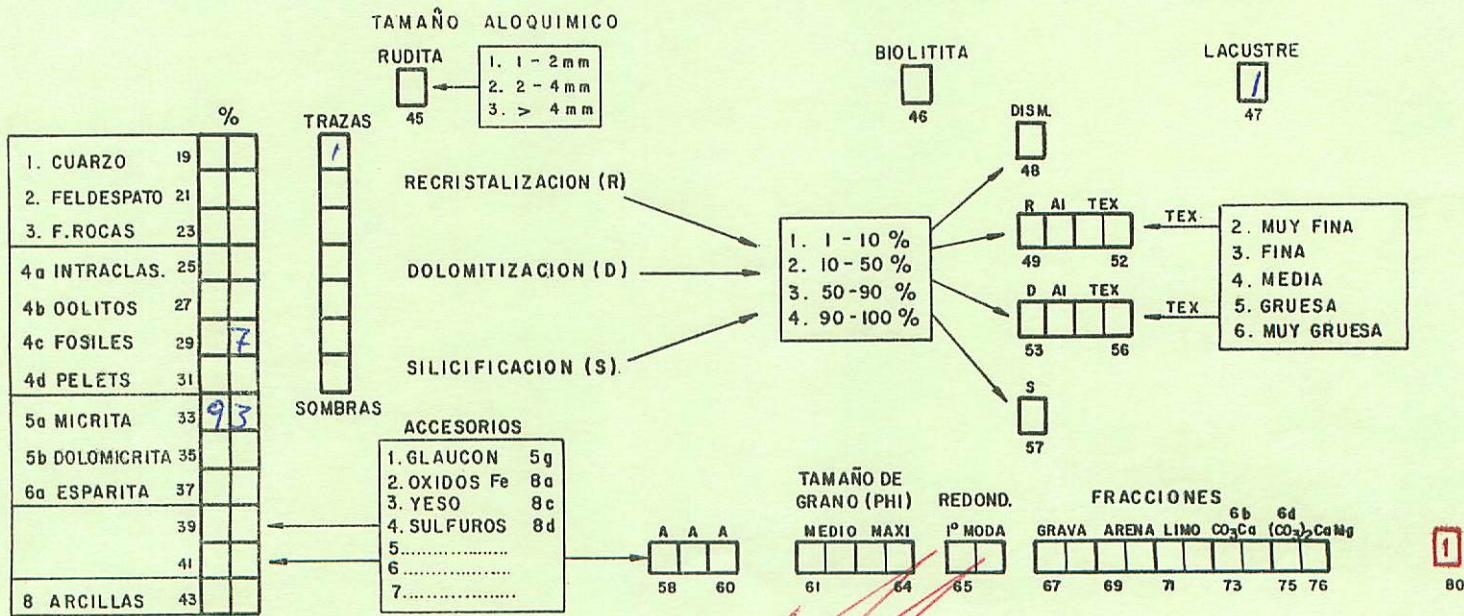 TAMAÑO ALOQUIMICO
RUDITA
45
1. 1 - 2 mm
2. 2 - 4 mm
3. > 4 mm
BIOLITITA
46
LACUSTRE
1
47
%
TRAZAS
1. CUARZO 19 1
2. FELDESPATO 21
3. F.ROCAS 23
4a INTRACLAS. 25
4b OOLITOS 27
4c FOSILES 29 7
4d PELETS 31
5a MICRITA 33 93
5b DOLOMICRITA 35
6a ESPARITA 37
39
41
8 ARCILLAS 43
SOMBRAS
RECRISTALIZACION (R)
DOLOMITIZACION (D)
SILICIFICACION (S).
1. 1 - 10 %
2. 10 - 50 %
3. 50 - 90 %
4. 90 - 100 %
DISM.
48
R AI TEX
49 52
D AI TEX
53 56
S
57
TEX.
TEX
2. MUY FINA
3. FINA
4. MEDIA
5. GRUESA
6. MUY GRUESA
ACCESORIOS
1. GLAUCON 5g
2. OXIDOS Fe 8a
3. YESO 8c
4. SULFUROS 8d
5..................
6..................
7...................
A A A
58 60
TAMAÑO DE
GRANO (PHI)
MEDIO MAXI
61 64
REDOND.
1º MODA
65
FRACCIONES
6b 6d
GRAVA ARENA LIMO CO3Ca (CO3)2CaMg
67 69 71 73 75 76
1
80